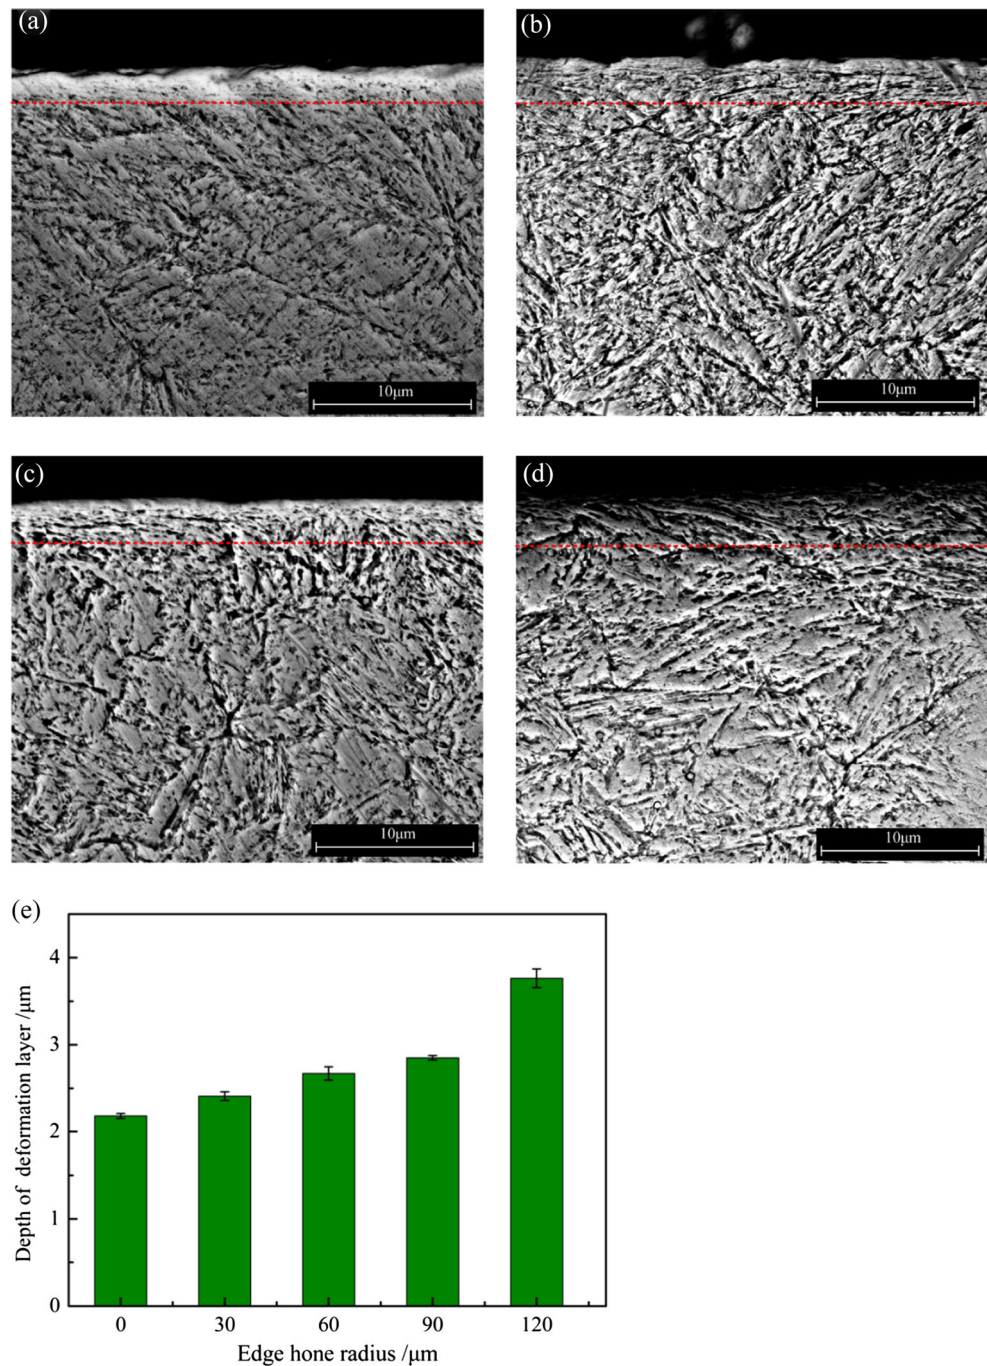 (a)
(b)
10μm
10μm
(c)
(d)
10μm
10μm
(e)
Depth of deformation layer /μm
4
3
2
1
0
0 30 60 90 120
Edge hone radius /μm